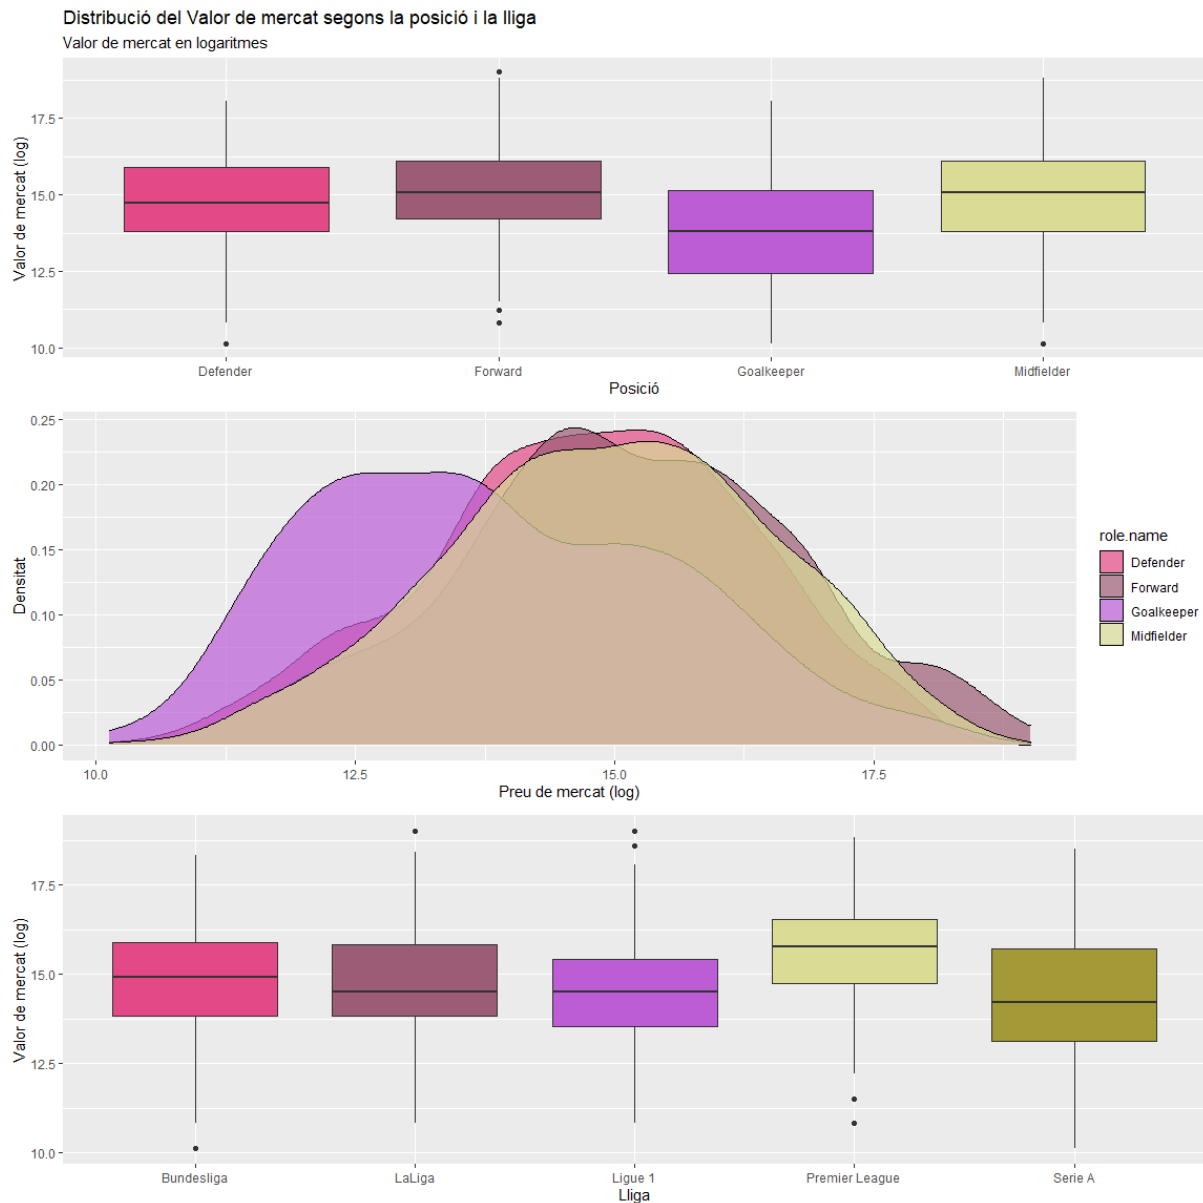 Distribució del Valor de mercat segons la posició i la lliga
Valor de mercat en logaritmes
Valor de mercat (log)
17.5
15.0
12.5
10.0
Defender
Forward
Goalkeeper
Midfielder
Posició
Densitat
0.25
0.20
0.15
0.10
0.05
0.00
10.0
12.5
15.0
17.5
Preu de mercat (log)
role.name
Defender
Forward
Goalkeeper
Midfielder
Valor de mercat (log)
17.5
15.0
12.5
10.0
Bundesliga
LaLiga
Ligue 1
Premier League
Serie A
Lliga